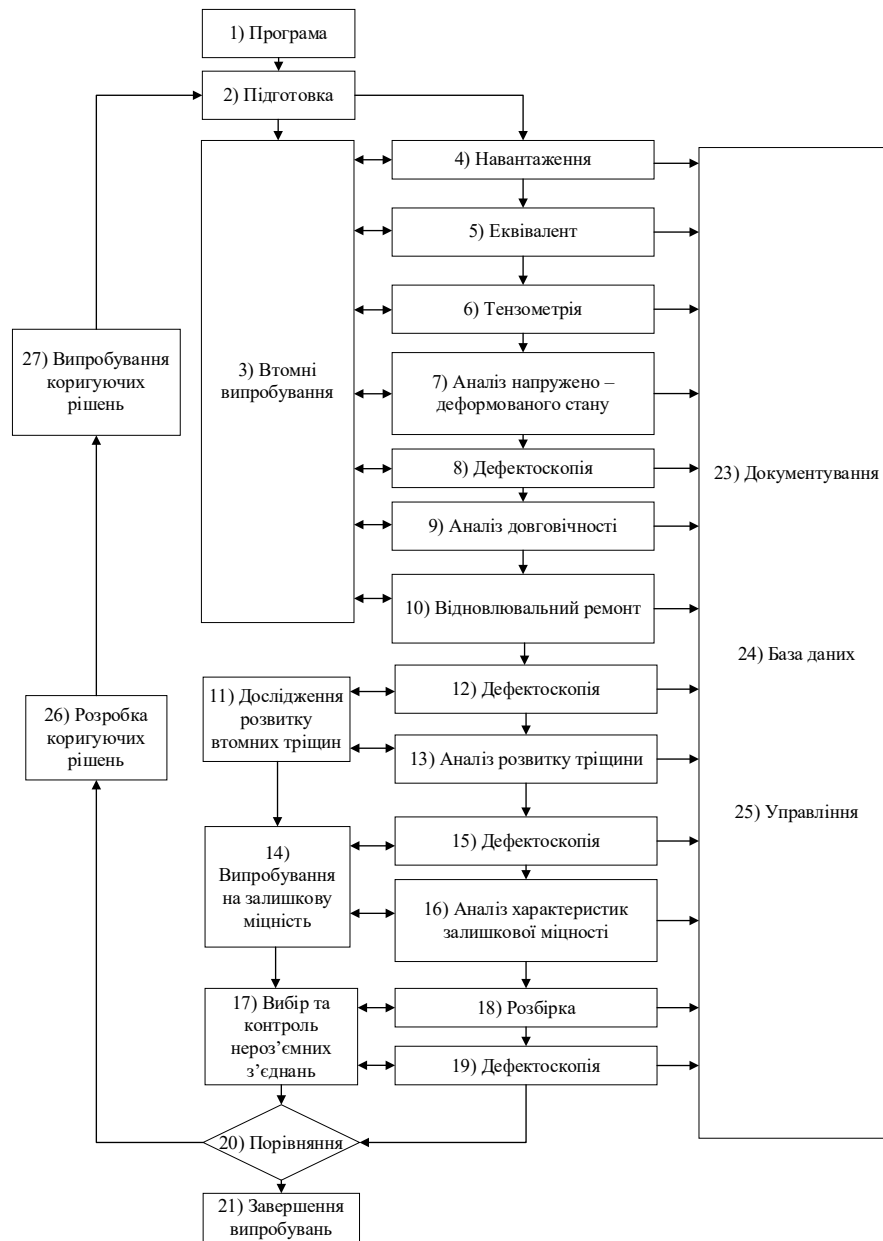 1) Програма
2) Підготовка
3) Втомні
випробування
4) Навантаження
5) Еквівалент
6) Тензометрія
7) Аналіз напружено –
деформованого стану
8) Дефектоскопія
9) Аналіз довговічності
10) Відновлювальний ремонт
11) Дослідження
розвитку
втомних тріщин
12) Дефектоскопія
13) Аналіз розвитку тріщини
14)
Випробування
на залишкову
міцність
15) Дефектоскопія
16) Аналіз характеристик
залишкової міцності
17) Вибір та
контроль
нероз’ємних
з’єднань
18) Розбірка
19) Дефектоскопія
20) Порівняння
21) Завершення
випробувань
23) Документування
24) База даних
25) Управління
26) Розробка
коригуючих
рішень
27) Випробування
коригуючих
рішень